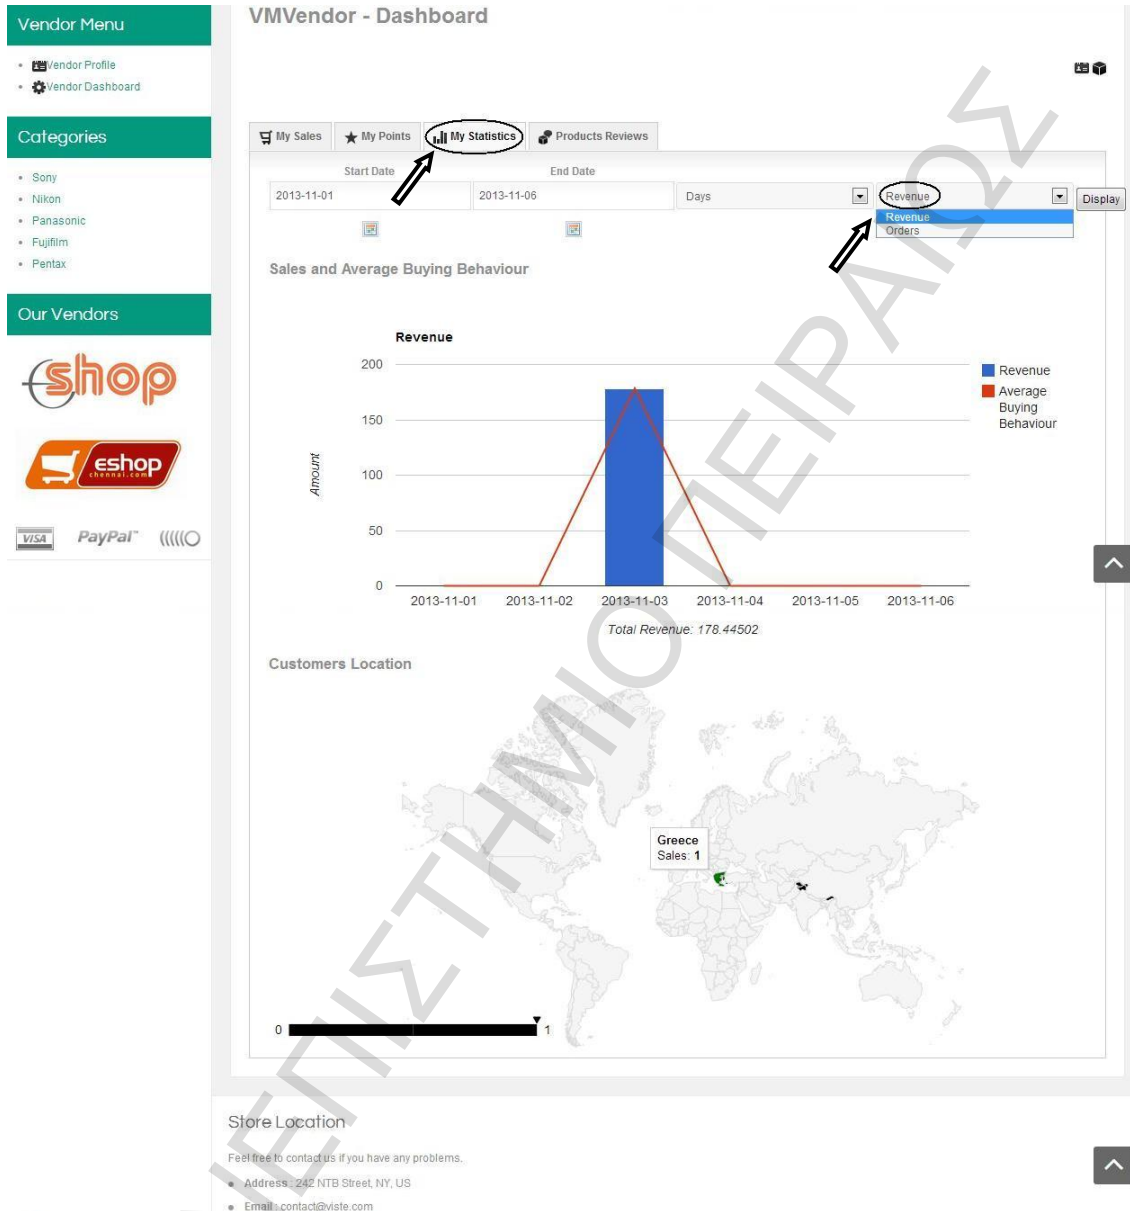 Vendor Menu
Vendor Profile
Vendor Dashboard
Categories
Sony
Nikon
Panasonic
Fujifilm
Pentax
Our Vendors
eshop
eshop
chennai.com
VISA PayPal™
VMVendor - Dashboard
My Sales My Points My Statistics Products Reviews
Start Date End Date
2013-11-01 2013-11-06 Days Revenue Display
Revenue
Orders
Sales and Average Buying Behaviour
Revenue
200
150
100
50
0
Amount
Revenue
Average
Buying
Behaviour
2013-11-01 2013-11-02 2013-11-03 2013-11-04 2013-11-05 2013-11-06
Total Revenue: 178.44502
Customers Location
Greece
Sales: 1
0 1
Store Location
Feel free to contact us if you have any problems.
Address : 242 NTB Street, NY, US
Email : contact@viste.com
ΙΕΠΙΣΤΗΜΙΟ ΠΕΙΡΑΙΩΣ